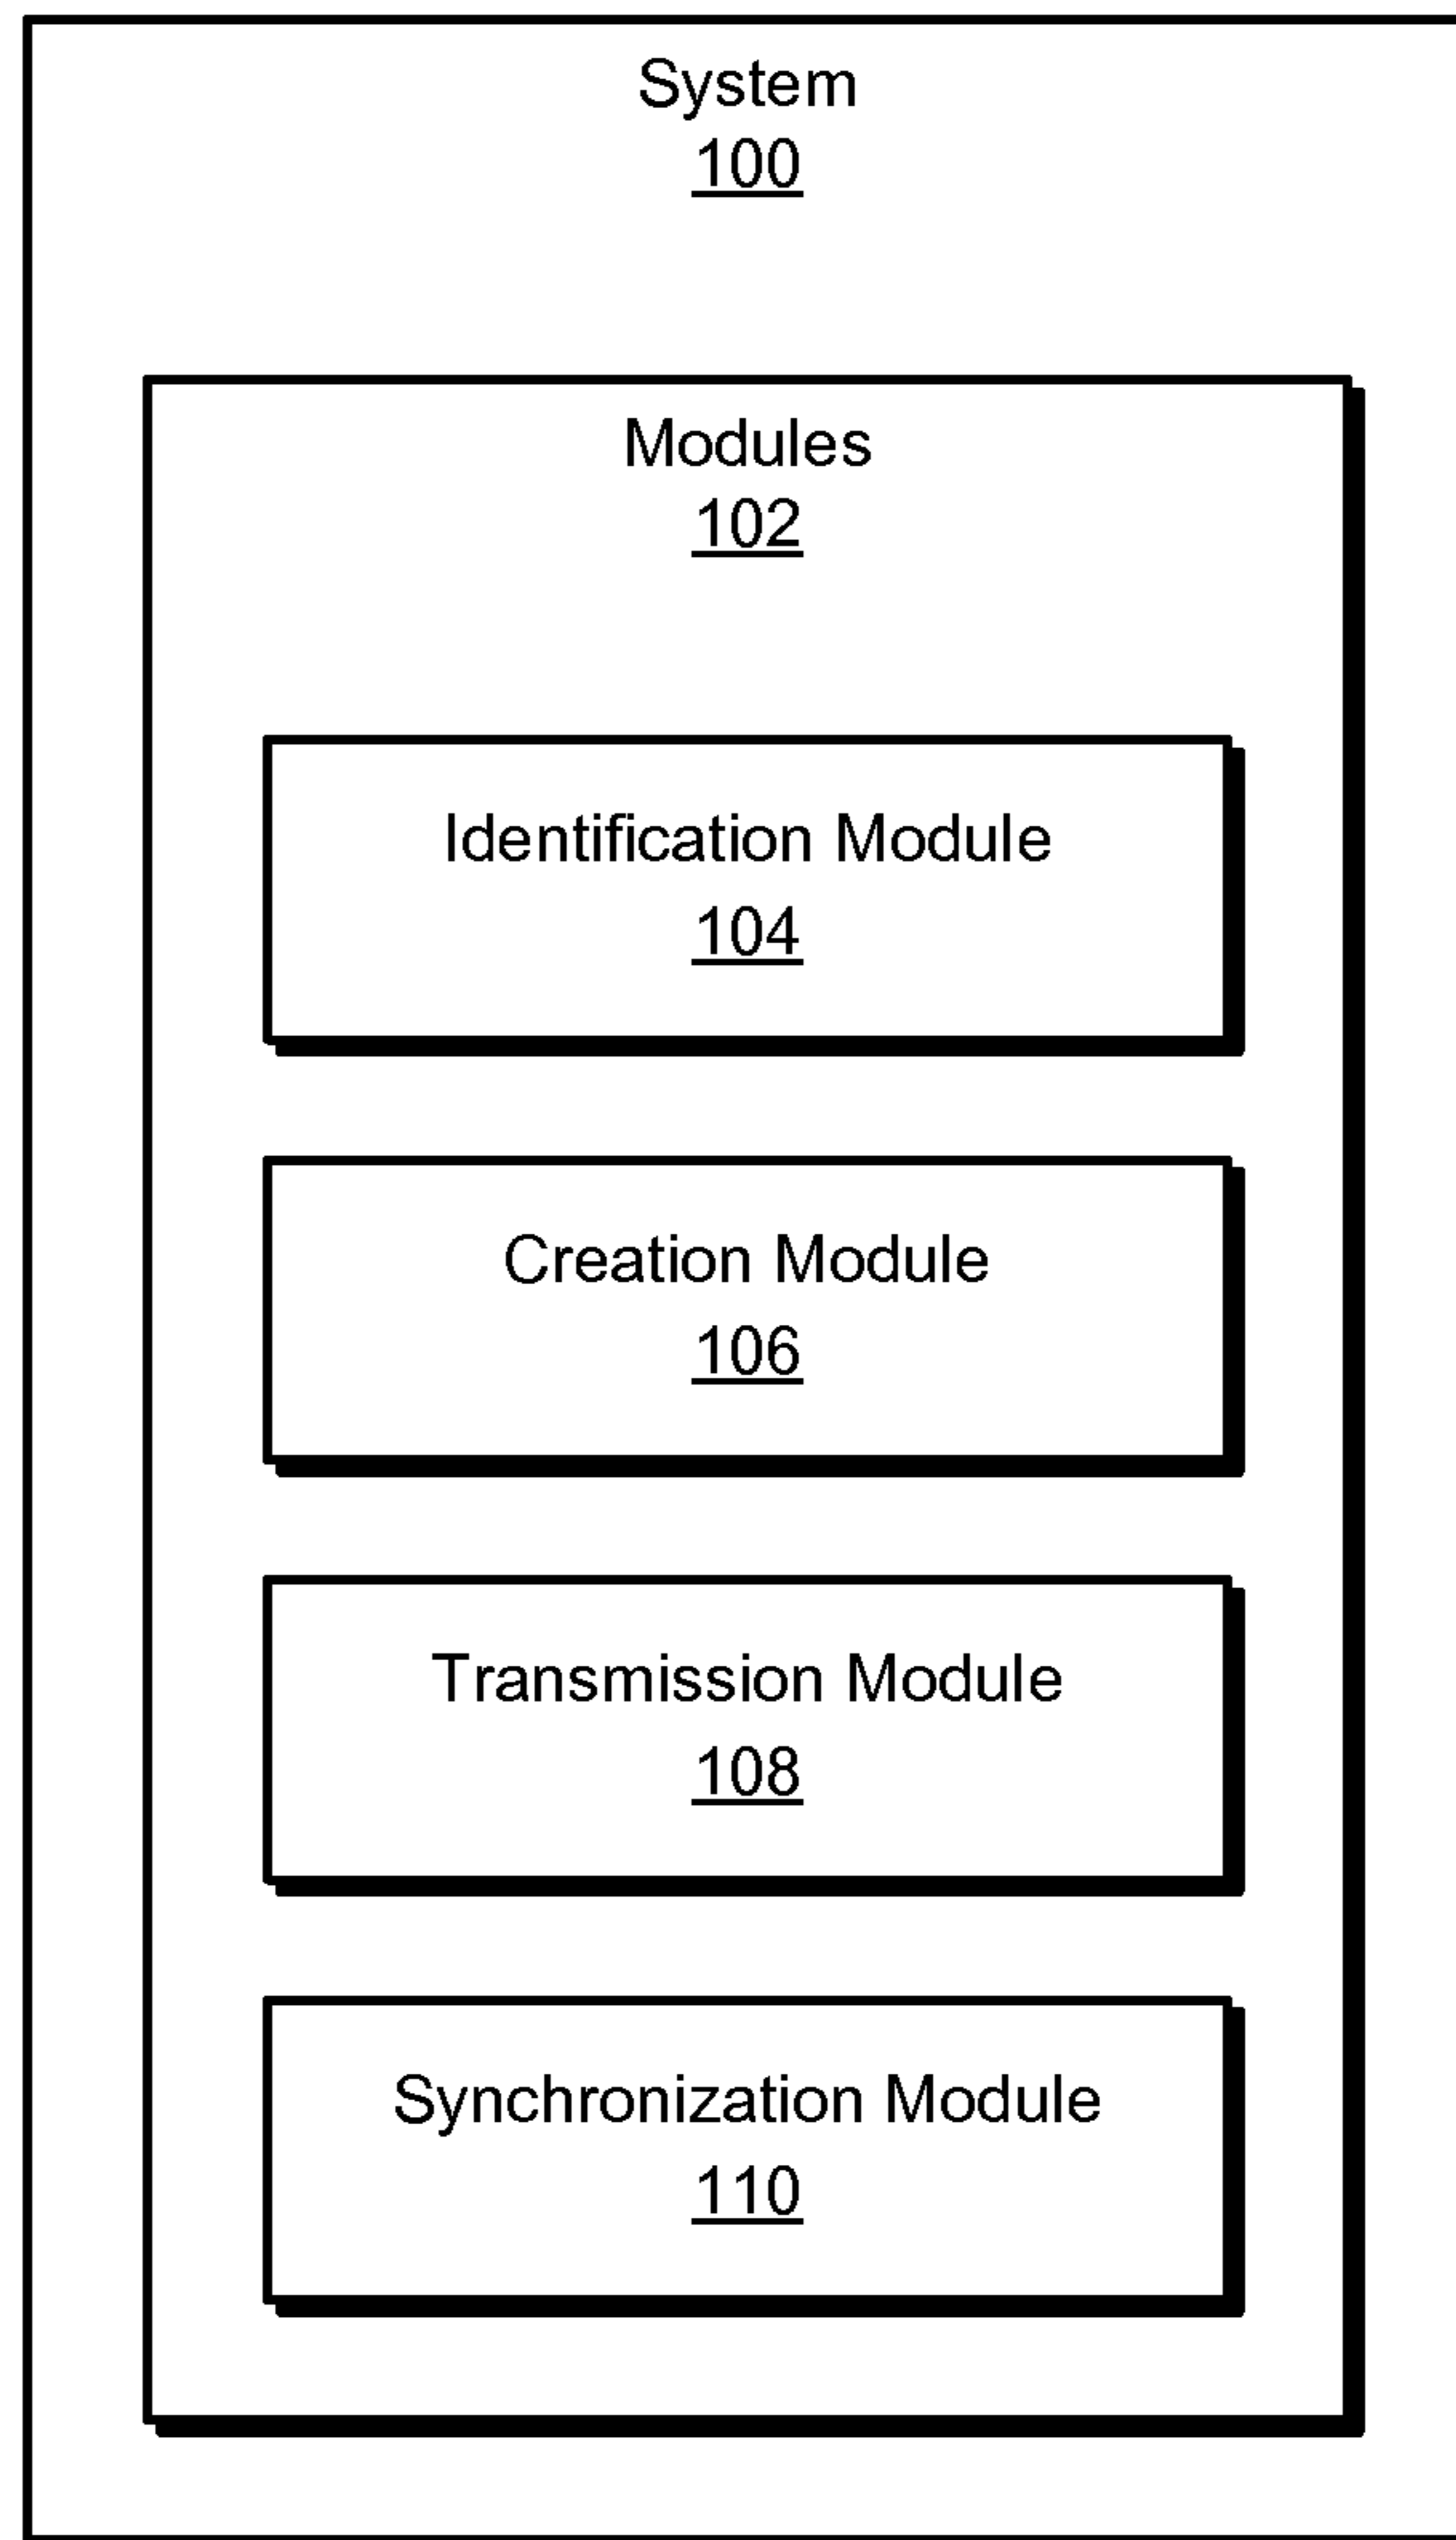 System
100
Modules
102
Identification Module
104
Creation Module
106
Transmission Module
108
Synchronization Module
110